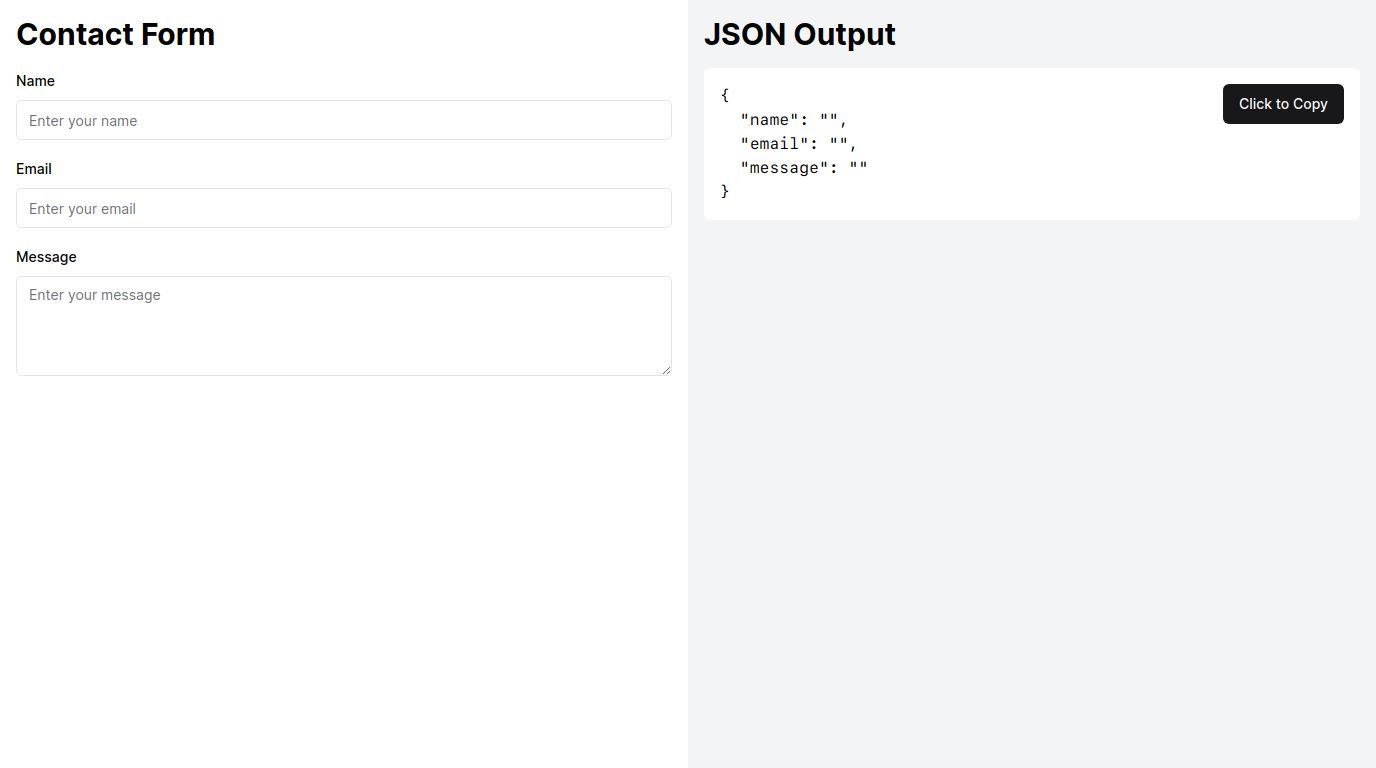 Contact Form
Name
Enter your name
Email
Enter your email
Message
Enter your message
JSON Output
{
  "name": "",
  "email": "",
  "message": ""
}
Click to Copy